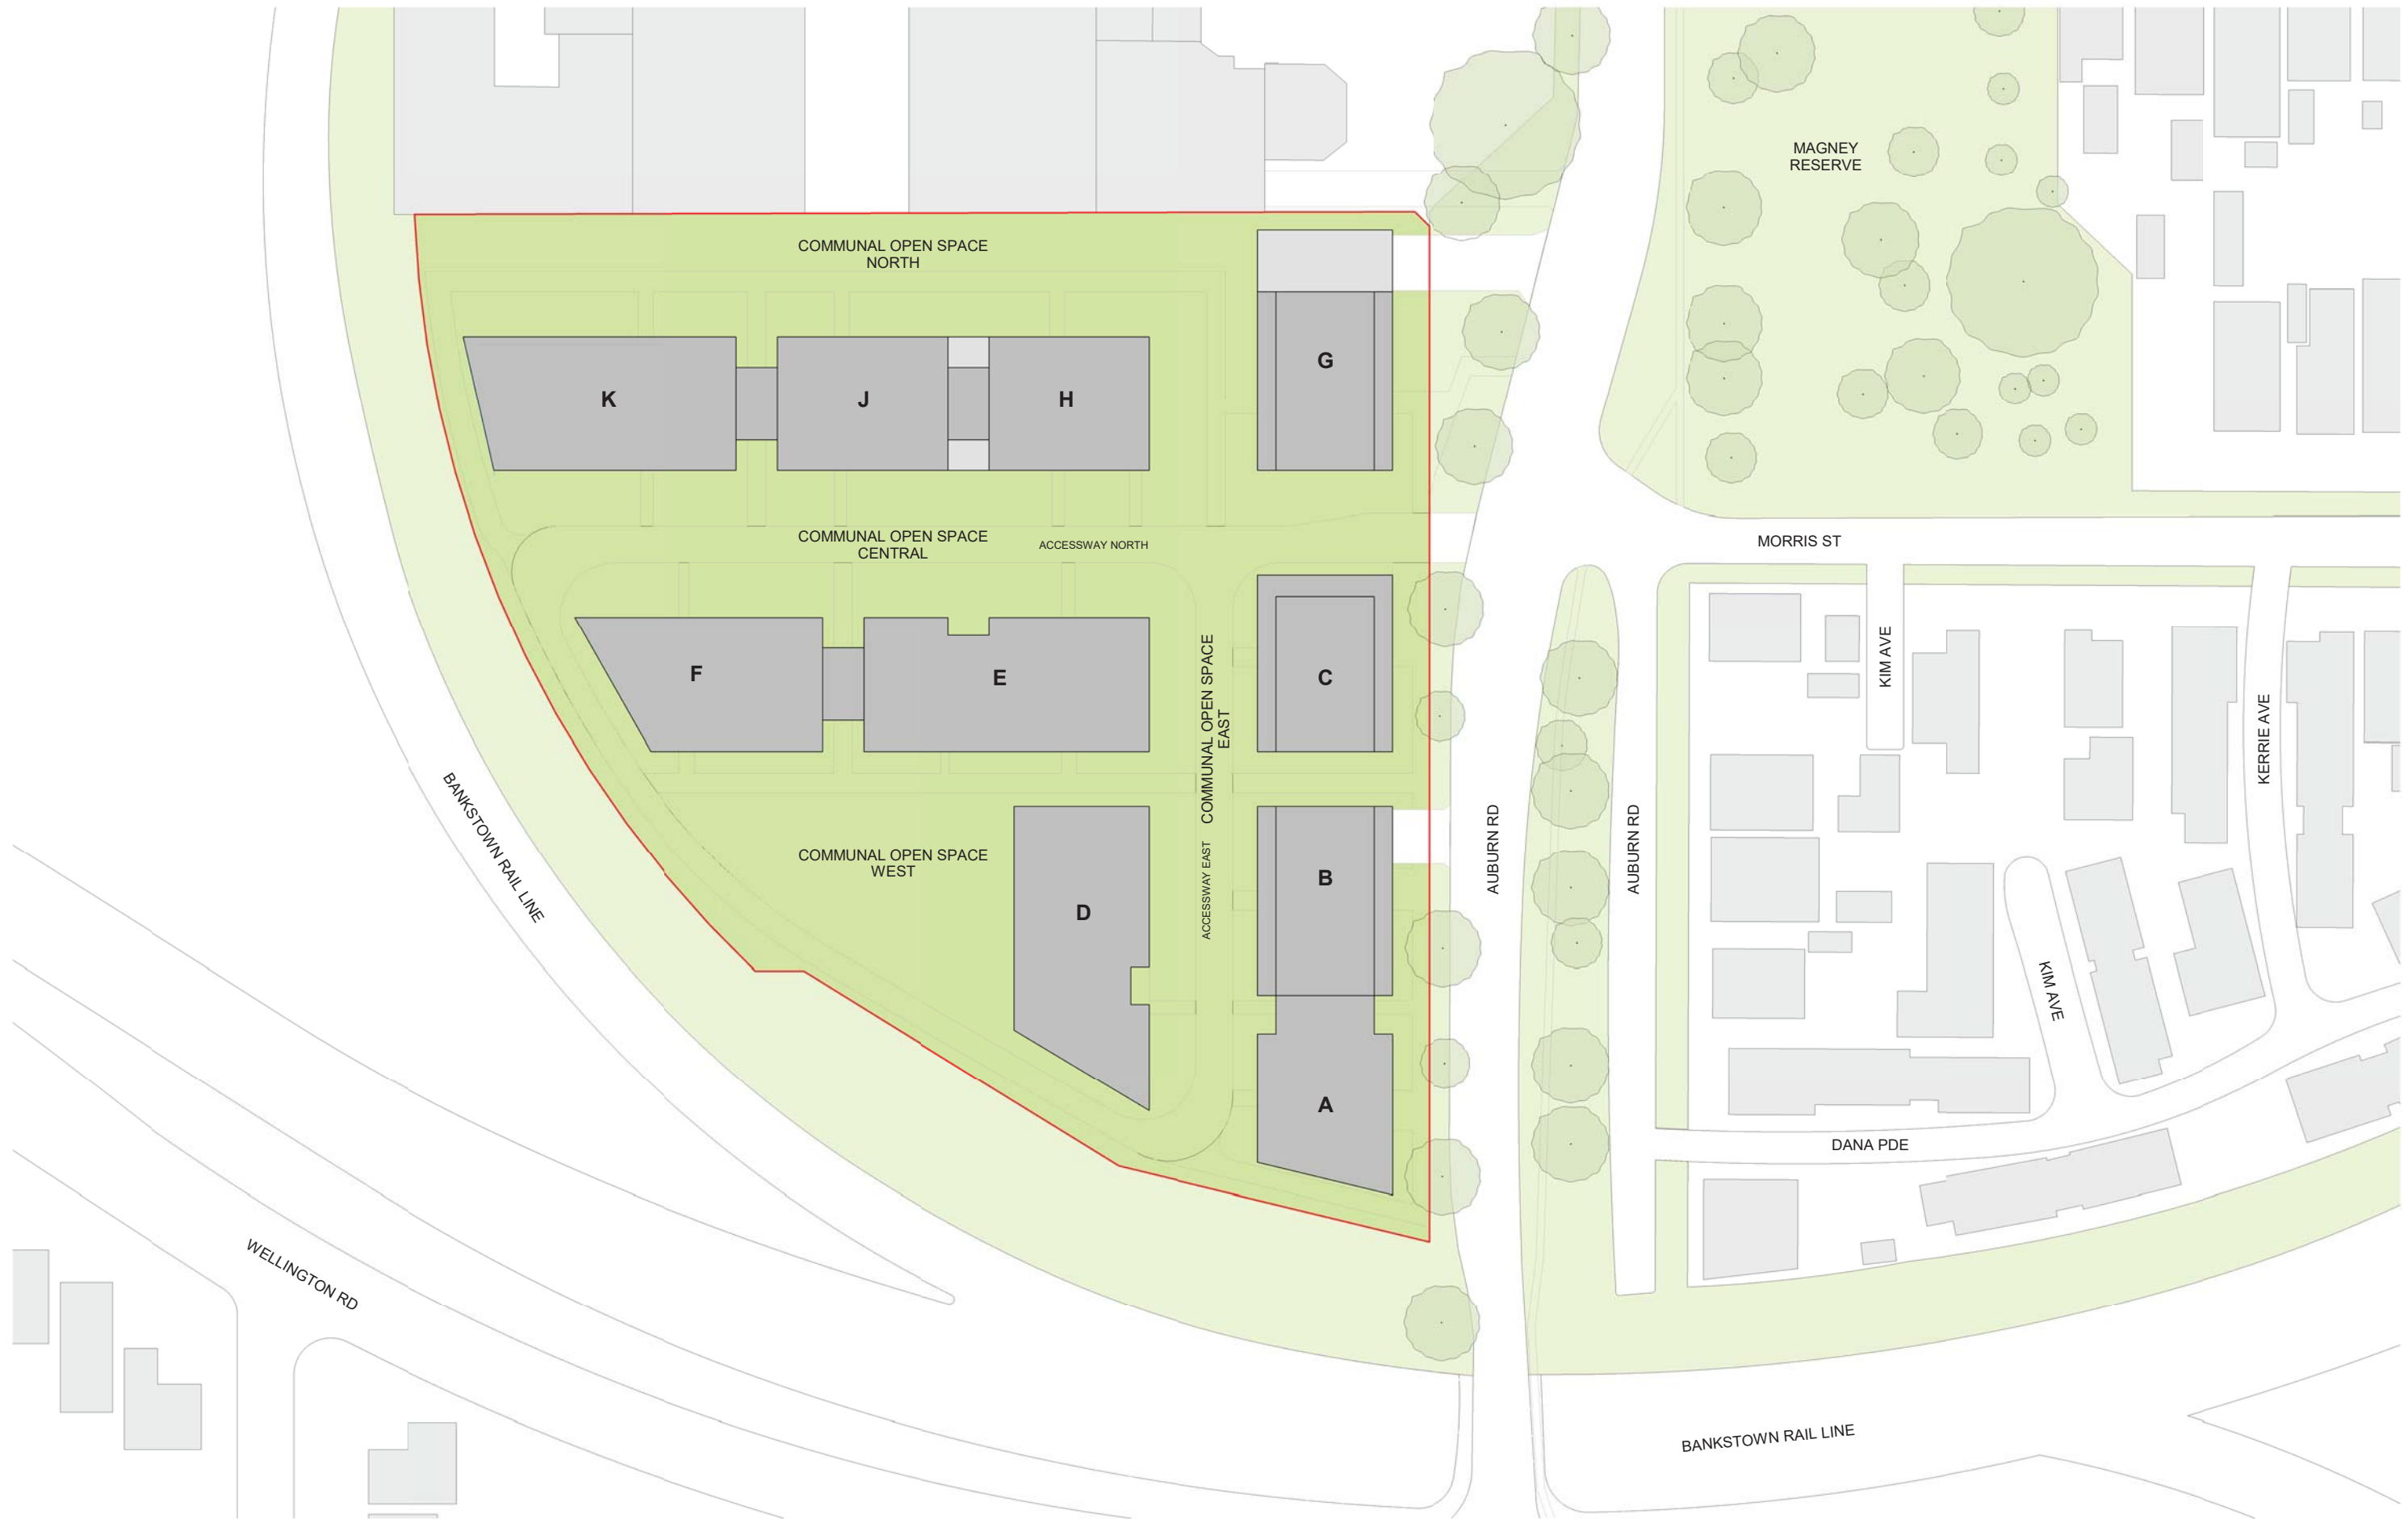 MAGNEY
RESERVE
COMMUNAL OPEN SPACE
NORTH
G
K
J
H
COMMUNAL OPEN SPACE
CENTRAL
ACCESSWAY NORTH
MORRIS ST
KIM AVE
F
E
C
COMMUNAL OPEN SPACE
EAST
KERRIE AVE
BANKSTOWN RAIL LINE
COMMUNAL OPEN SPACE
WEST
D
ACCESSWAY EAST
B
AUBURN RD
AUBURN RD
KIM AVE
A
DANA PDE
WELLINGTON RD
BANKSTOWN RAIL LINE